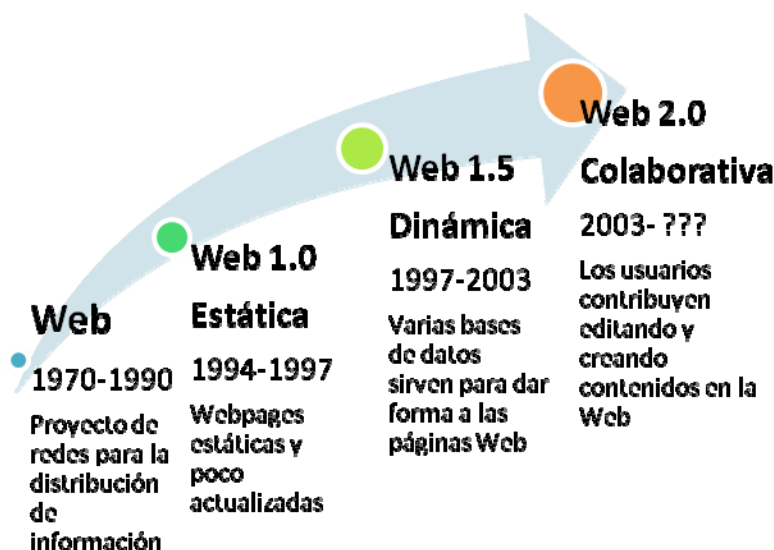 Web
1970-1990
Proyecto de
redes para la
distribución
de
información
Web 1.0
Estática
1994-1997
Webpages
estáticas y
poco
actualizadas
Web 1.5
Dinámica
1997-2003
Varias bases
de datos
sirven para dar
forma a las
páginas Web
Web 2.0
Colaborativa
2003- ???
Los usuarios
contribuyen
editando y
creando
contenidos en la
Web